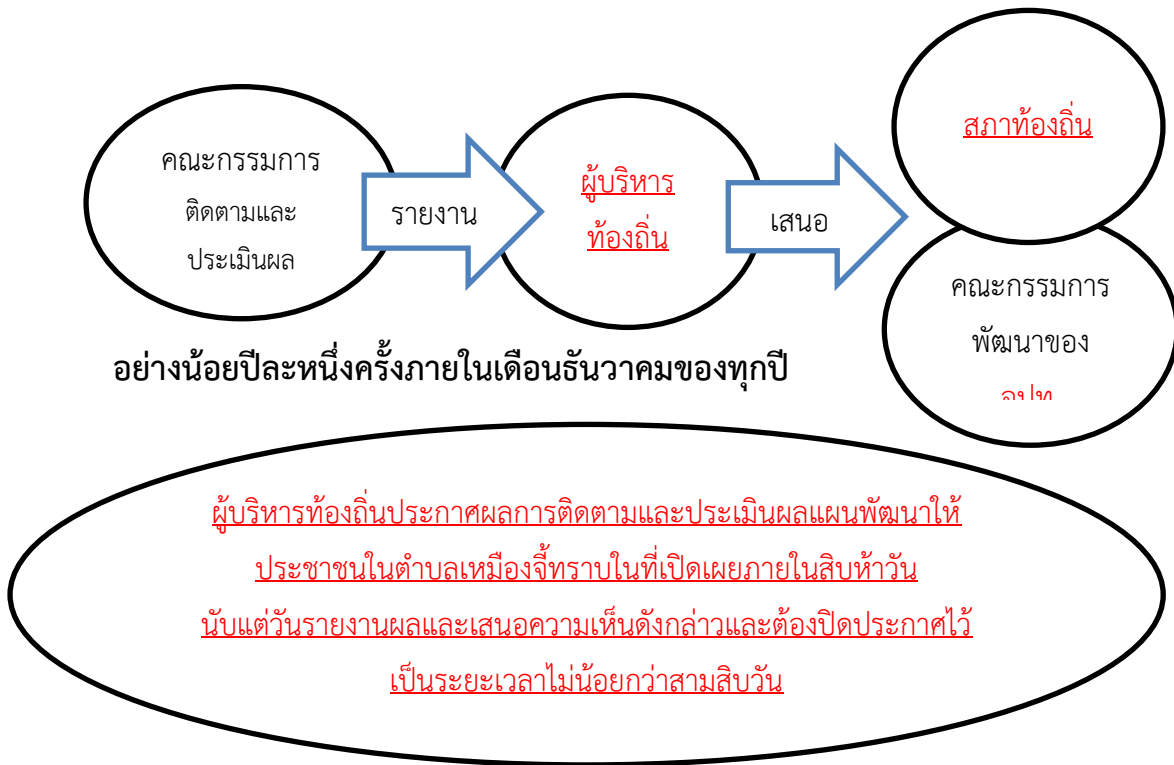 คณะกรรมการ
ติดตามและ
ประเมินผล
รายงาน
ผู้บริหาร
ท้องถิ่น
เสนอ
สภาท้องถิ่น
คณะกรรมการ
พัฒนาของ
อย่างน้อยปีละหนึ่งครั้งภายในเดือนธันวาคมของทุกปี
ผู้บริหารท้องถิ่นประกาศผลการติดตามและประเมินผลแผนพัฒนาให้
ประชาชนในตำบลเหมืองจี้ทราบในที่เปิดเผยภายในสิบห้าวัน
นับแต่วันรายงานผลและเสนอความเห็นดังกล่าวและต้องปิดประกาศไว้
เป็นระยะเวลาไม่น้อยกว่าสามสิบวัน